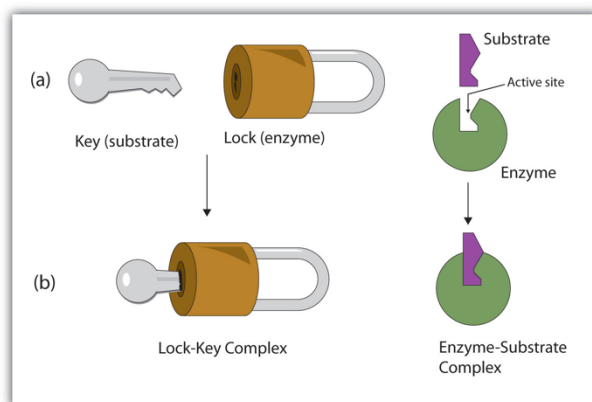 (a)
Key (substrate)
Lock (enzyme)
Substrate
Active site
Enzyme
(b)
Lock-Key Complex
Enzyme-Substrate
Complex